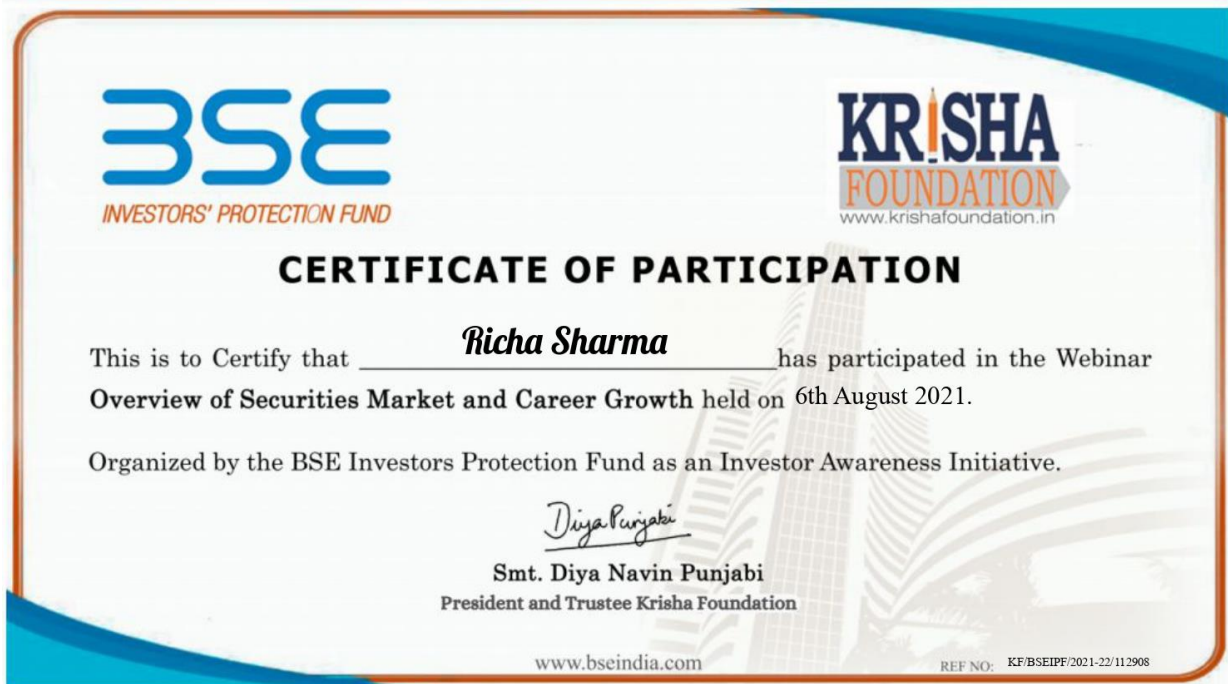 BSE
INVESTORS' PROTECTION FUND
KRISHA
FOUNDATION
www.krishafoundation.in
CERTIFICATE OF PARTICIPATION
This is to Certify that Richa Sharma has participated in the Webinar
Overview of Securities Market and Career Growth held on 6th August 2021.
Organized by the BSE Investors Protection Fund as an Investor Awareness Initiative.
Diya Punjabi
Smt. Diya Navin Punjabi
President and Trustee Krisha Foundation
www.bseindia.com
REF NO: KF/BSEIPF/2021-22/112908